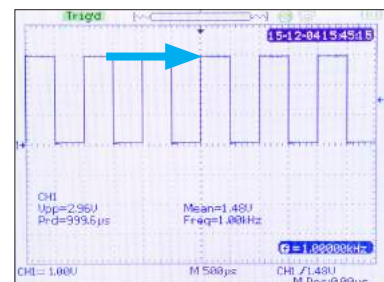 Trig'd
15-12-04 15:45:15
CH1
Vpp=2.96V
Mean=1.48V
Prd=999.6µs
Freq=1.00kHz
=1.00000kHz
CH1= 1.00V
M 500µs
CH1 /1.48V